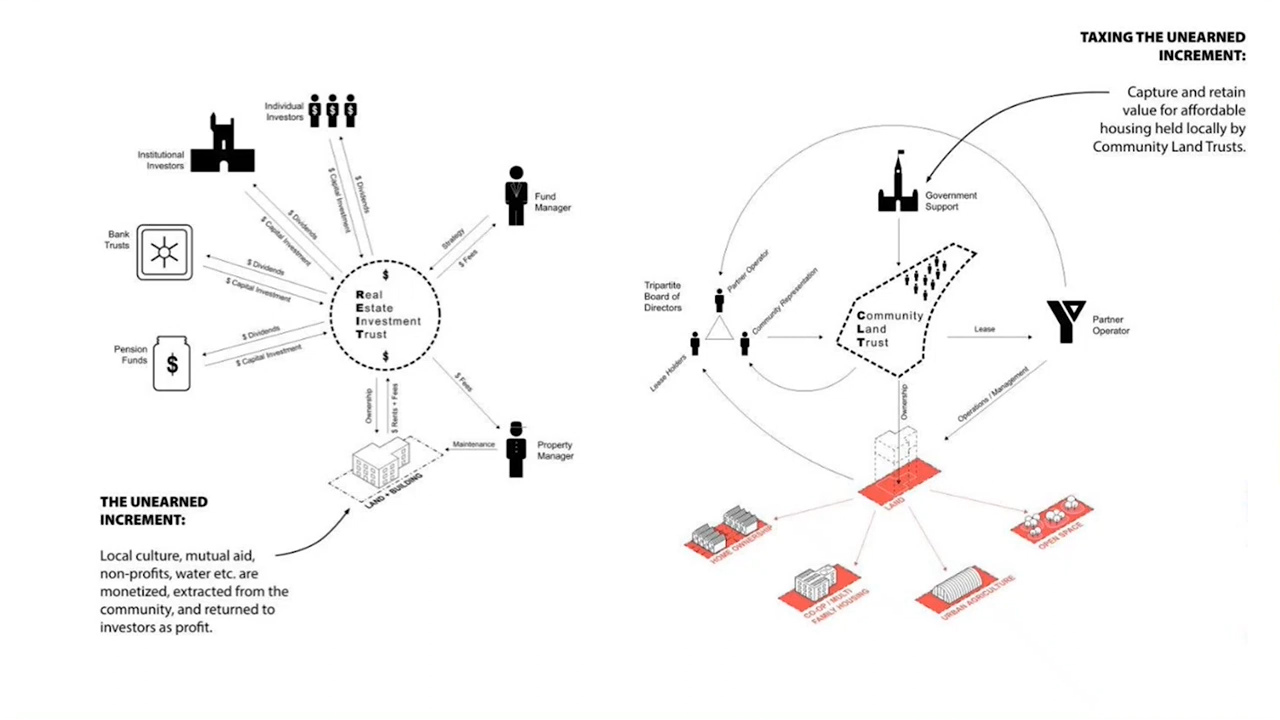 Individual
Investors
$ $ $
Institutional
Investors
$ Dividends
$ Capital Investment
$ Dividends
$ Capital Investment
Fund
Manager
Strategy
$ Fees
Bank
Trusts
$ Dividends
$ Capital Investment
Pension
Funds
$
$ Dividends
$ Capital Investment
$
Real
Estate
Investment
Trust
$
Ownership
$ Rents + Fees
$ Fees
Maintenance
Property
Manager
LAND + BUILDING
THE UNEARNED
INCREMENT:
Local culture, mutual aid,
non-profits, water etc. are
monetized, extracted from the
community, and returned to
investors as profit.
TAXING THE UNEARNED
INCREMENT:
Capture and retain
value for affordable
housing held locally by
Community Land Trusts.
Government
Support
Tripartite
Board of
Directors
Partner Operator
Community Representation
Lease Holders
Community
Land
Trust
Lease
Partner
Operator
Ownership
Operations / Management
LAND
HOME OWNERSHIP
CO-OP / MULTI
FAMILY HOUSING
URBAN AGRICULTURE
OPEN SPACE